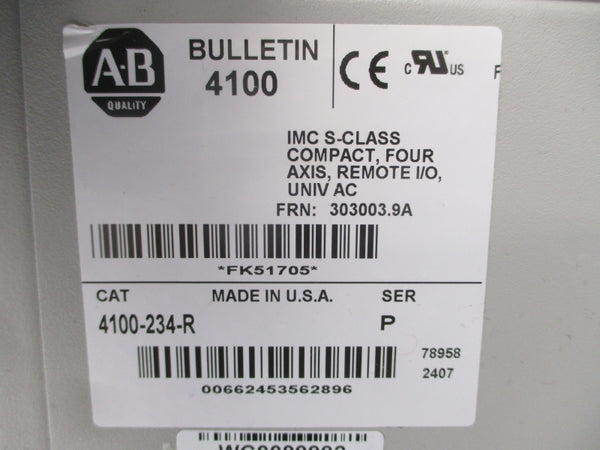 A-B
QUALITY
BULLETIN
4100
CE
c UR US
F
IMC S-CLASS
COMPACT, FOUR
AXIS, REMOTE I/O,
UNIV AC
FRN: 303003.9A
*FK51705*
CAT MADE IN U.S.A. SER
4100-234-R P
78958
2407
00662453562896